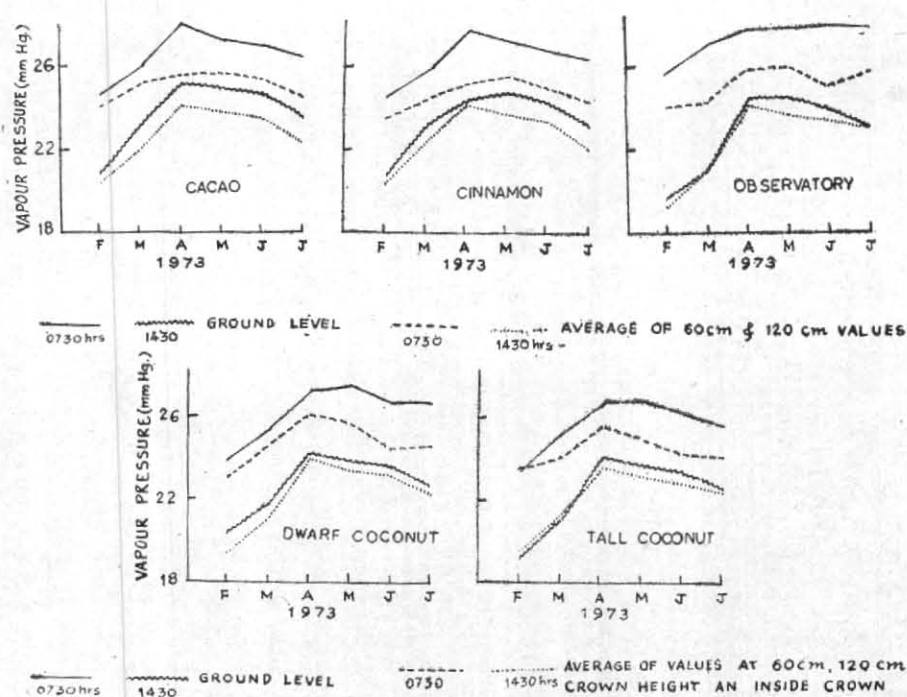 VAPOUR PRESSURE (mm Hg.)
26
22
18
CACAO
F M A M J J
1973
CINNAMON
F M A M J J
1973
OBSERVATORY
F M A M J J
1973
0730 hrs 1430 GROUND LEVEL 0730 1430 hrs - AVERAGE OF 60cm & 120 cm VALUES
VAPOUR PRESSURE (mm Hg.)
26
22
18
DWARF COCONUT
F M A M J J
1973
TALL COCONUT
F M A M J J
1973
0730 hrs 1430 GROUND LEVEL 0730 1430 hrs AVERAGE OF VALUES AT 60cm, 120 cm
CROWN HEIGHT AN INSIDE CROWN